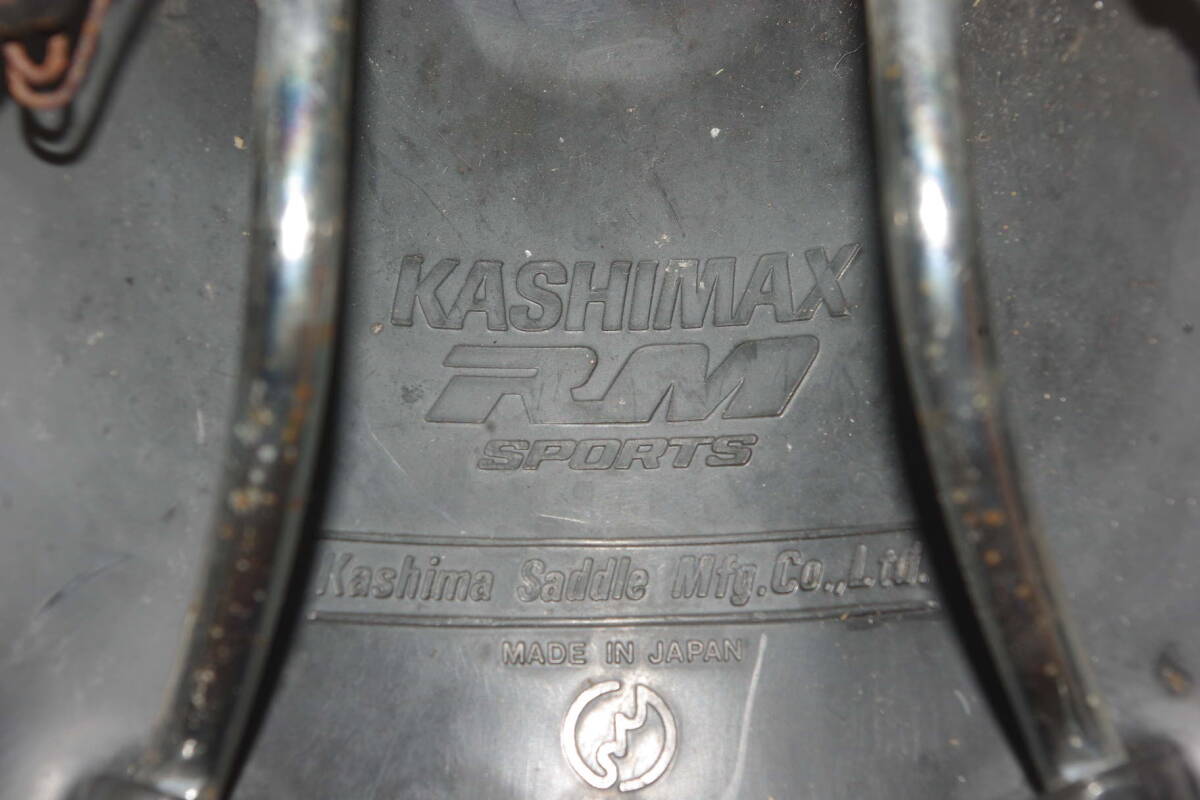 KASHIMAX
RM
SPORTS
Kashima Saddle Mfg.Co.,Ltd.
MADE IN JAPAN